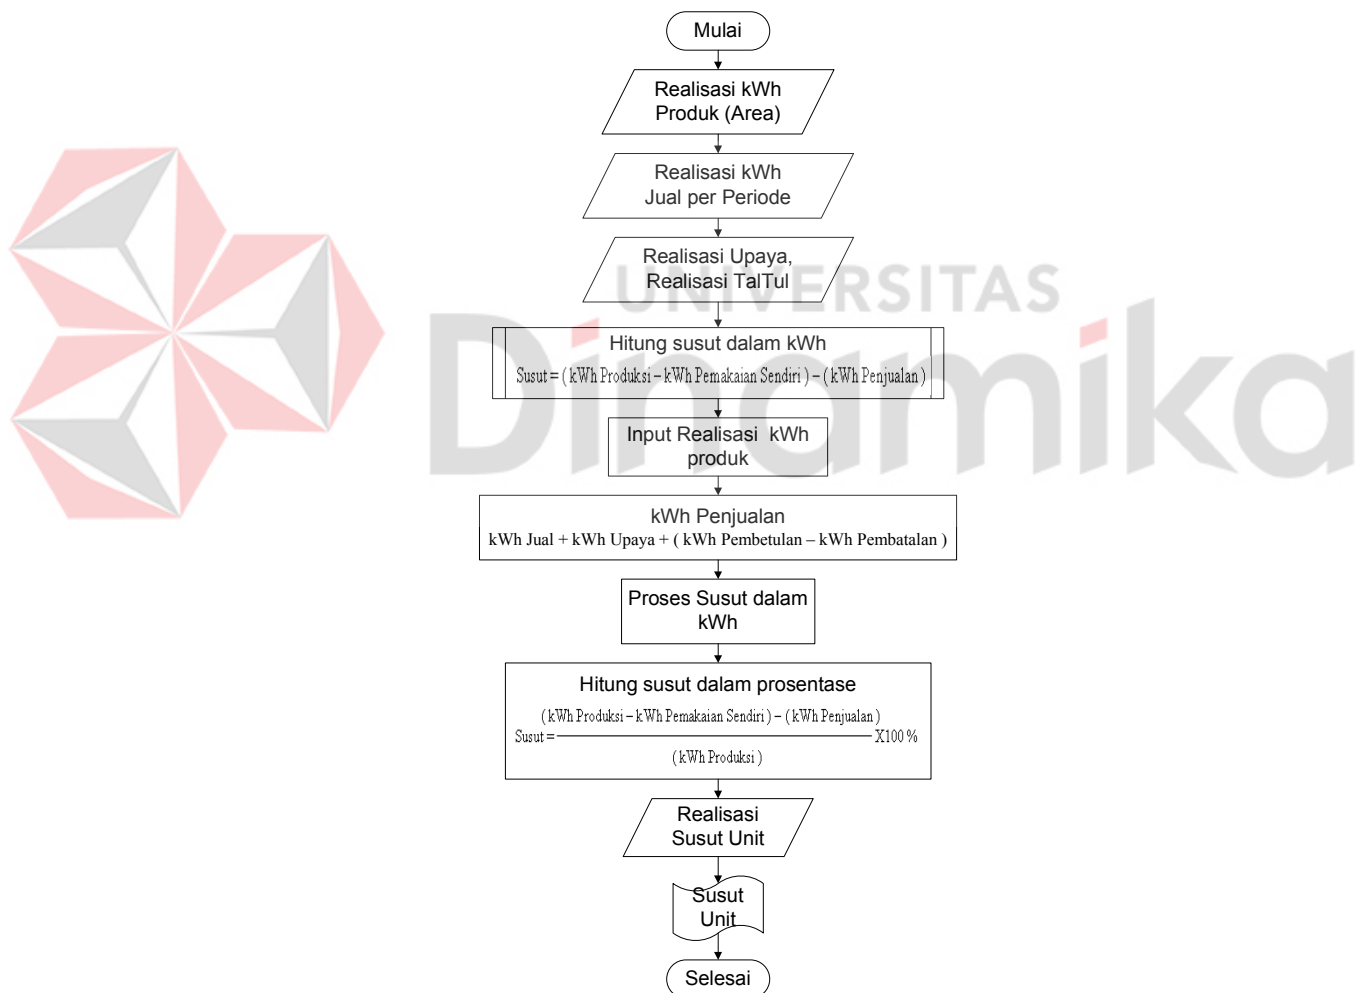 Mulai
Realisasi kWh
Produk (Area)
Realisasi kWh
Jual per Periode
Realisasi Upaya,
Realisasi TalTul
UNIVERSITAS
Dinamika
Hitung susut dalam kWh
Susut = ( kWh Produksi – kWh Pemakaian Sendiri ) – ( kWh Penjualan )
Input Realisasi kWh
produk
kWh Penjualan
kWh Jual + kWh Upaya + ( kWh Pembetulan – kWh Pembatalan )
Proses Susut dalam
kWh
Hitung susut dalam prosentase
( kWh Produksi – kWh Pemakaian Sendiri ) – ( kWh Penjualan )
Susut = X100 %
( kWh Produksi )
Realisasi
Susut Unit
Susut
Unit
Selesai